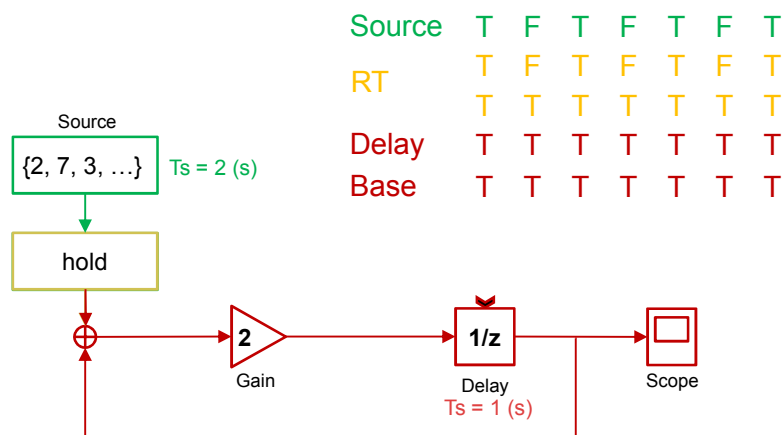 Source T F T F T F T
RT
T F T F T F T
T T T T T T T
Delay T T T T T T T
Base T T T T T T T
Source
{2, 7, 3, …}
Ts = 2 (s)
hold
2
Gain
1/z
Delay
Ts = 1 (s)
Scope